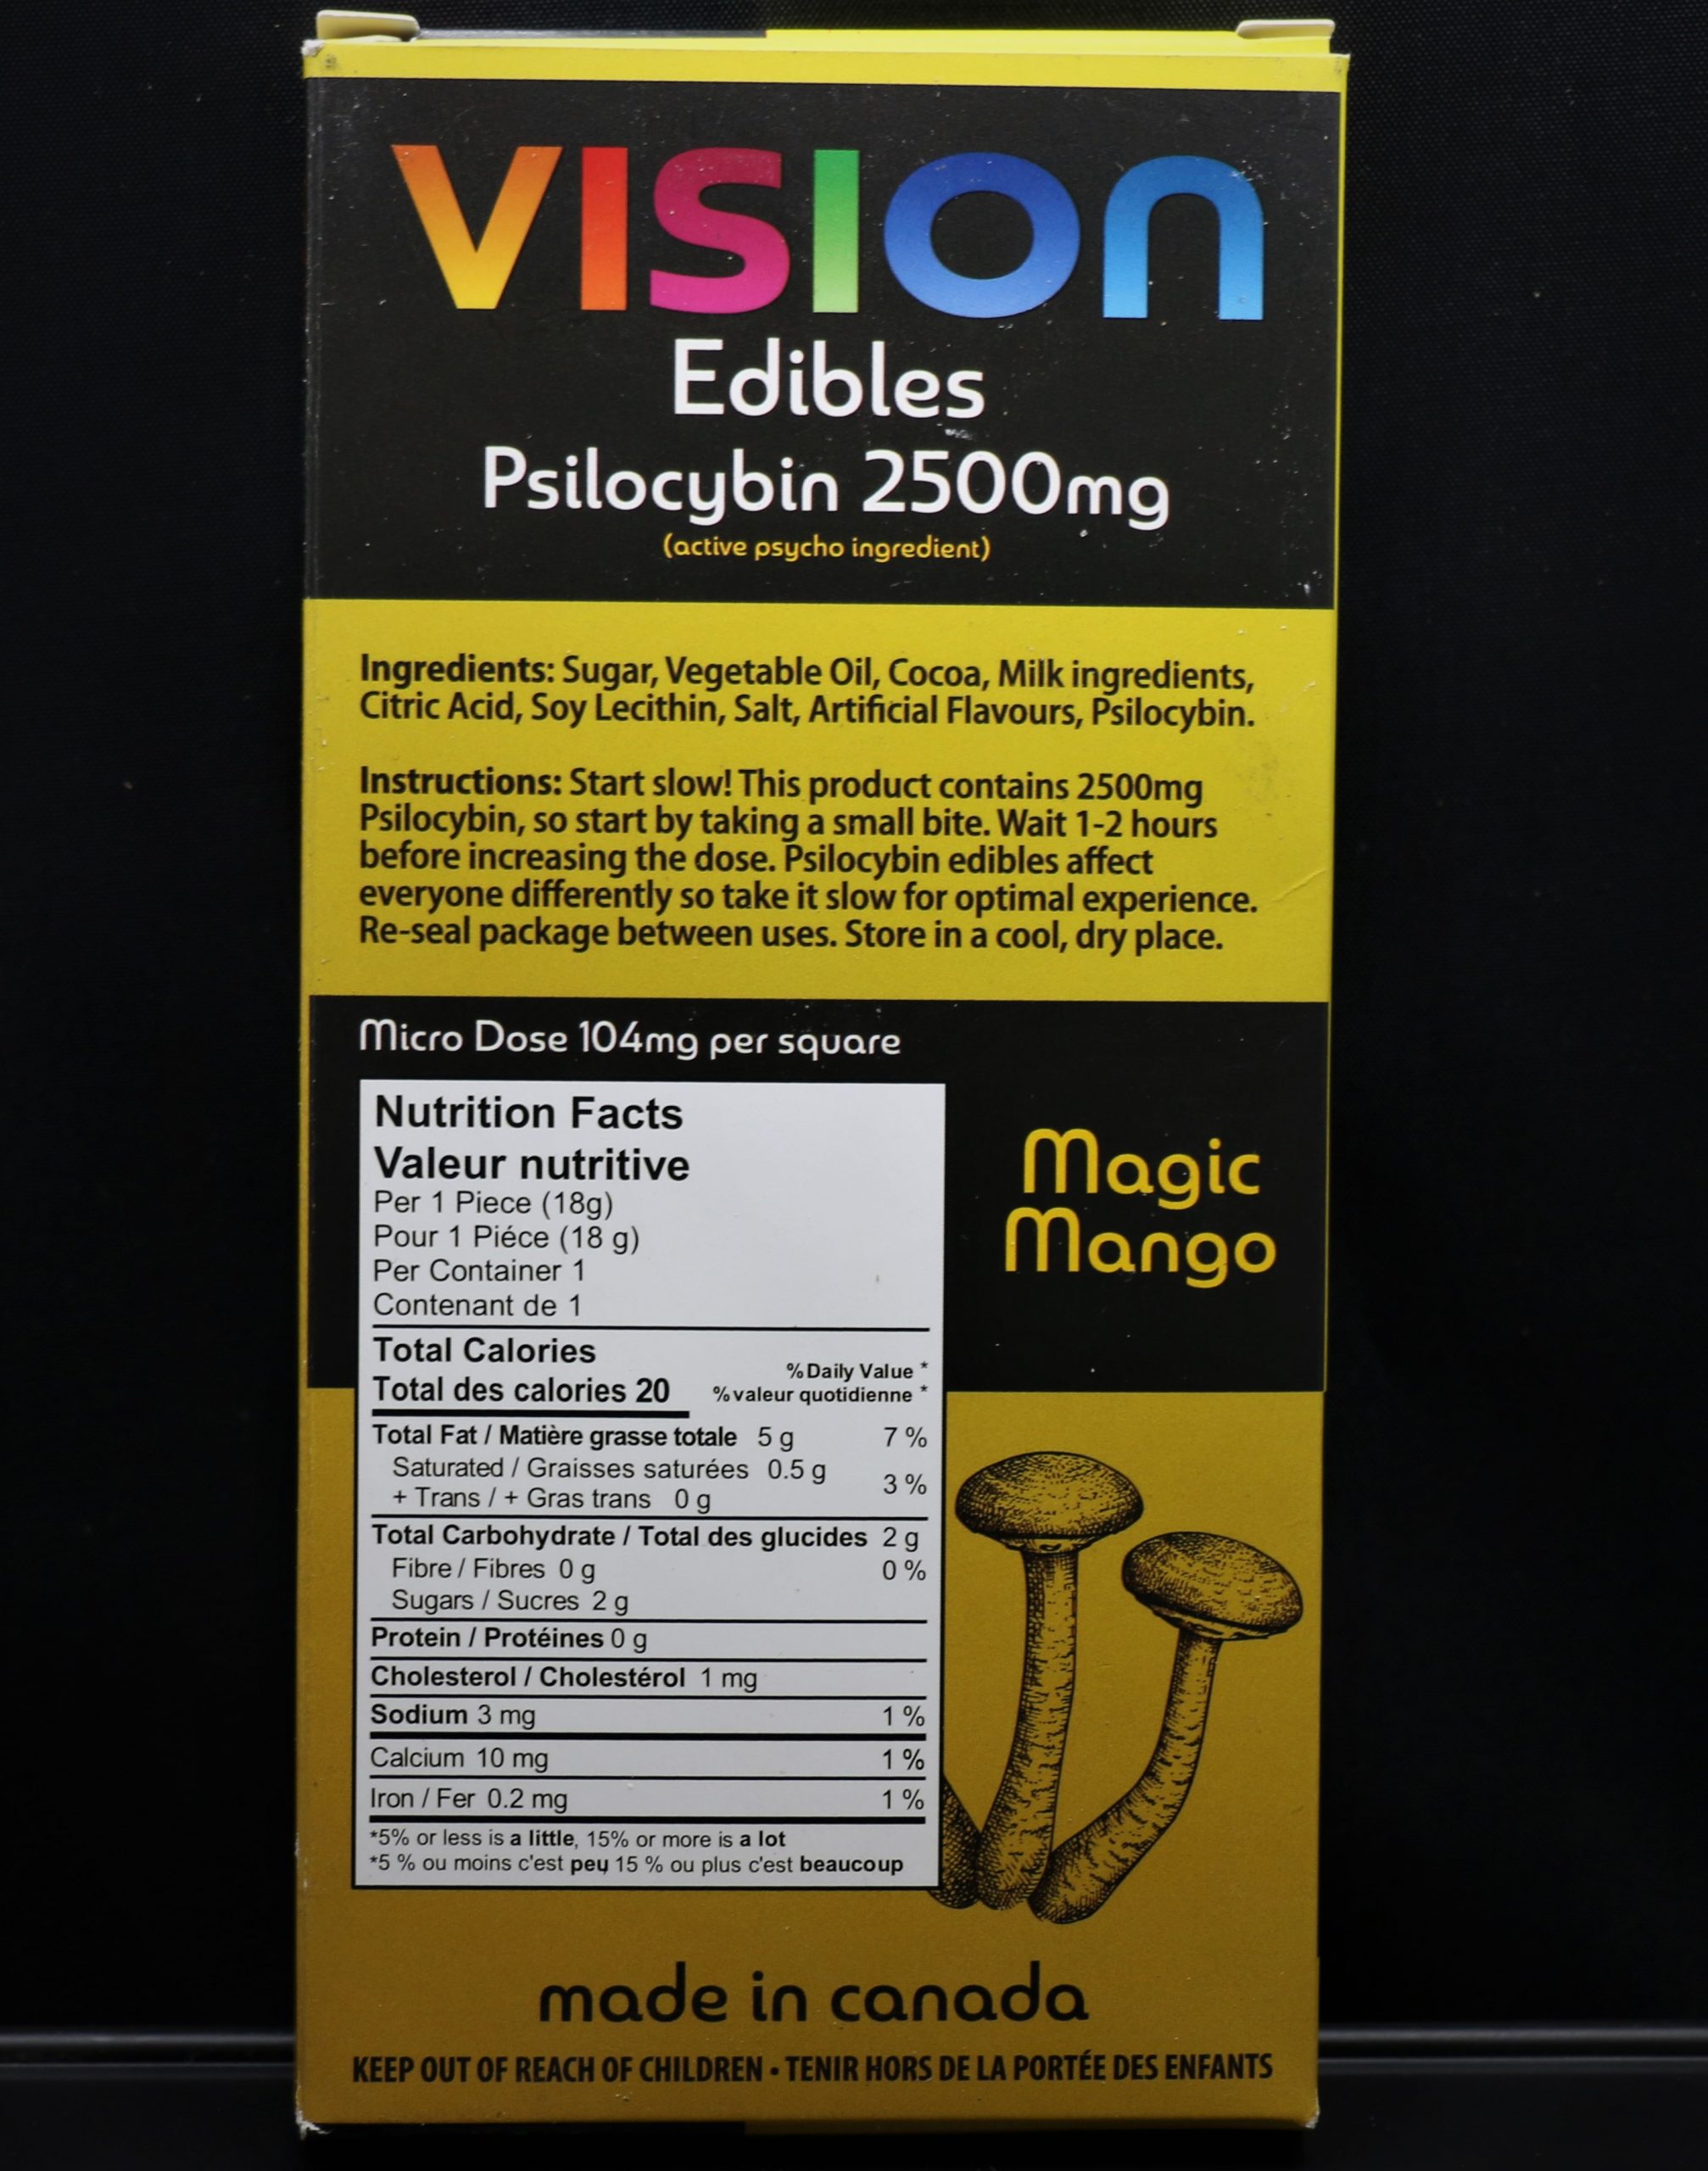 VISION
Edibles
Psilocybin 2500mg
(active psycho ingredient)
Ingredients: Sugar, Vegetable Oil, Cocoa, Milk ingredients,
Citric Acid, Soy Lecithin, Salt, Artificial Flavours, Psilocybin.
Instructions: Start slow! This product contains 2500mg
Psilocybin, so start by taking a small bite. Wait 1-2 hours
before increasing the dose. Psilocybin edibles affect
everyone differently so take it slow for optimal experience.
Re-seal package between uses. Store in a cool, dry place.
Micro Dose 104mg per square
Nutrition Facts
Valeur nutritive
Per 1 Piece (18g)
Pour 1 Piéce (18 g)
Per Container 1
Contenant de 1
Total Calories
% Daily Value *
Total des calories 20
% valeur quotidienne *
Total Fat / Matière grasse totale 5 g 7 %
Saturated / Graisses saturées 0.5 g
3 %
+ Trans / + Gras trans 0 g
Total Carbohydrate / Total des glucides 2 g
Fibre / Fibres 0 g 0 %
Sugars / Sucres 2 g
Protein / Protéines 0 g
Cholesterol / Cholestérol 1 mg
Sodium 3 mg 1 %
Calcium 10 mg 1 %
Iron / Fer 0.2 mg 1 %
*5% or less is a little, 15% or more is a lot
*5 % ou moins c'est peu, 15 % ou plus c'est beaucoup
Magic
Mango
made in canada
KEEP OUT OF REACH OF CHILDREN • TENIR HORS DE LA PORTÉE DES ENFANTS